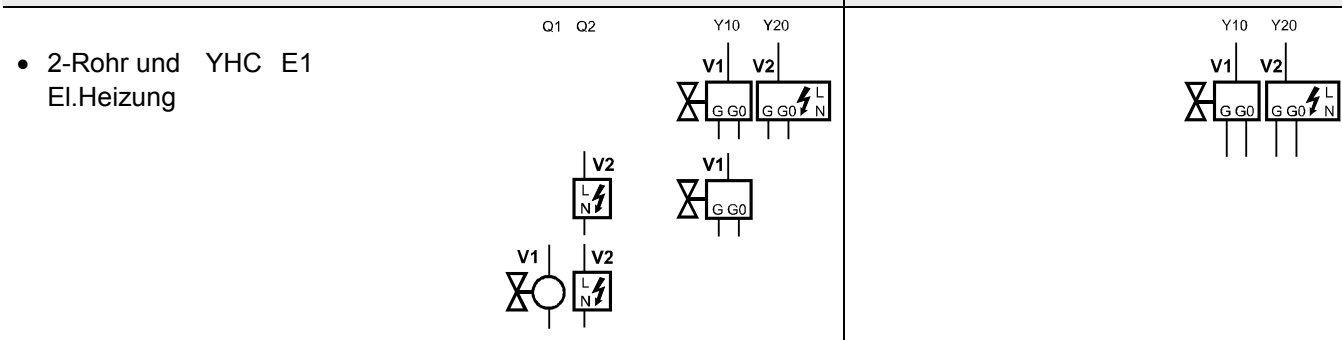 Q1 Q2 Y10 Y20 Y10 Y20
• 2-Rohr und YHC E1
El.Heizung
V1 V2 V1 V2
L L
G G0 G G0 N G G0 G G0 N
V2 V1
L
N G G0
V1 V2
L
N